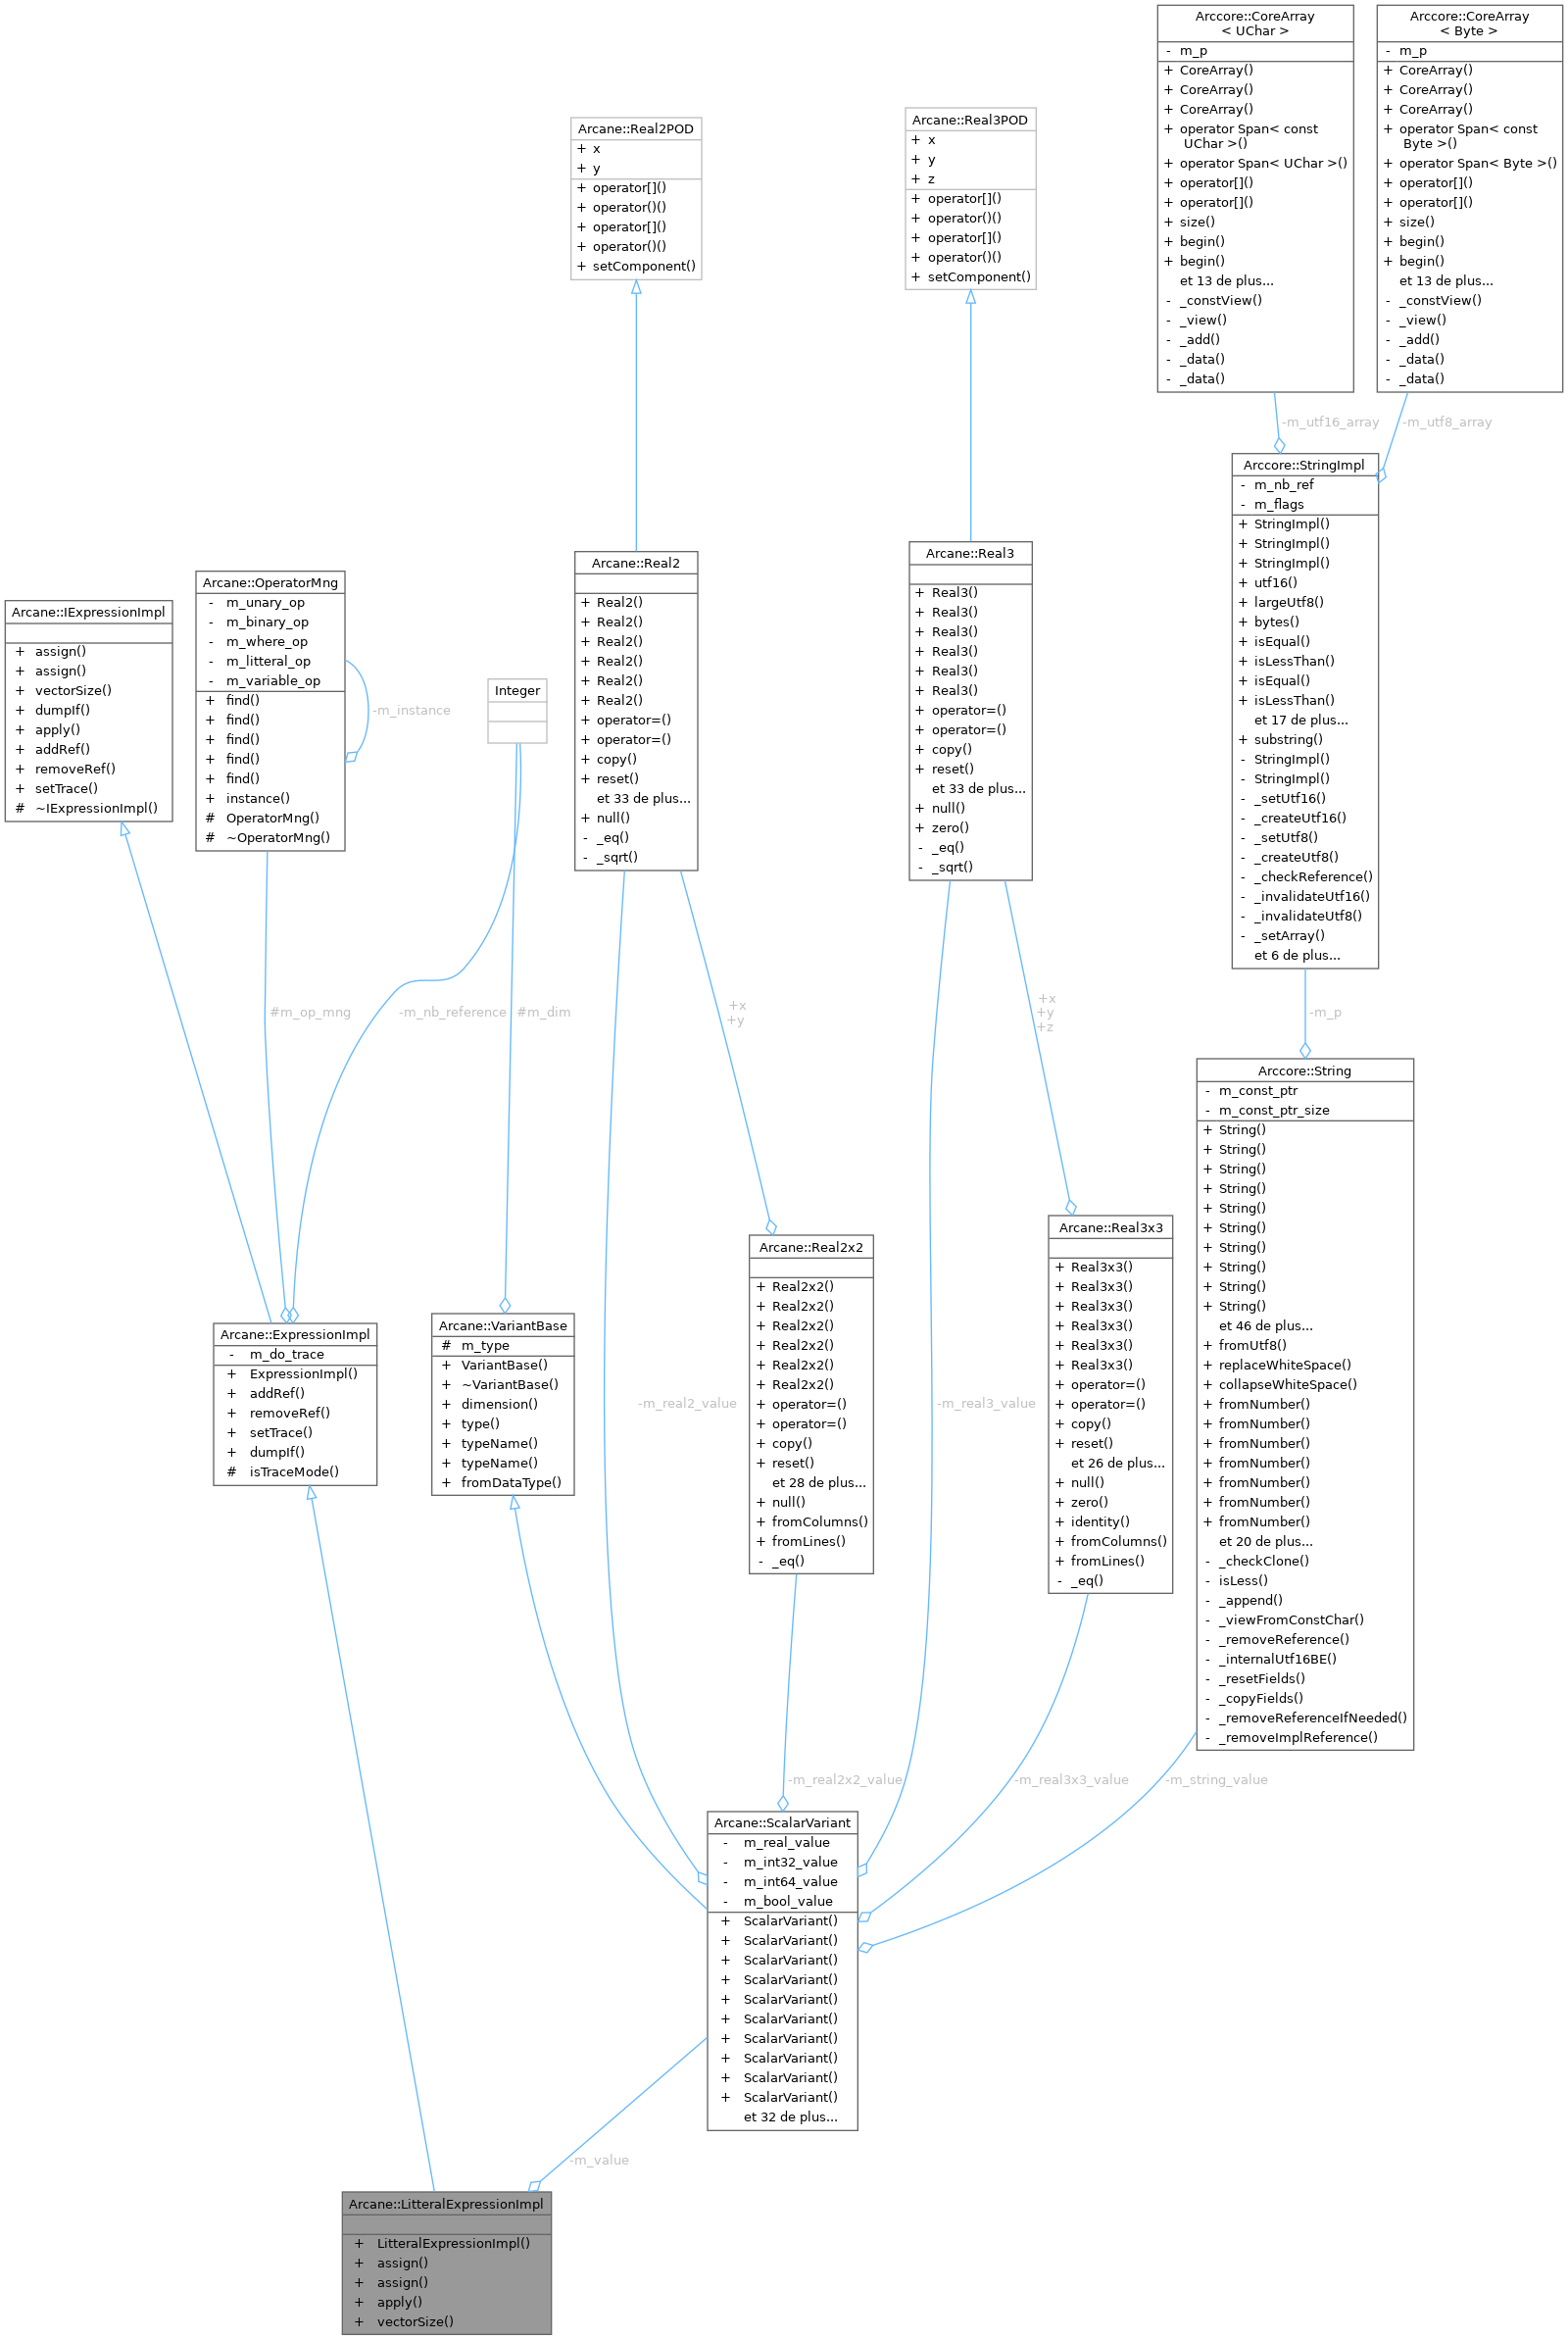 Arccore::CoreArray
< UChar >
- m_p
+ CoreArray()
+ CoreArray()
+ CoreArray()
+ operator Span< const
UChar >()
+ operator Span< UChar >()
+ operator[]()
+ operator[]()
+ size()
+ begin()
+ begin()
et 13 de plus...
- _constView()
- _view()
- _add()
- _data()
- _data()
Arccore::CoreArray
< Byte >
- m_p
+ CoreArray()
+ CoreArray()
+ CoreArray()
+ operator Span< const
Byte >()
+ operator Span< Byte >()
+ operator[]()
+ operator[]()
+ size()
+ begin()
+ begin()
et 13 de plus...
- _constView()
- _view()
- _add()
- _data()
- _data()
Arcane::Real2POD
+ x
+ y
+ operator[]()
+ operator()()
+ operator[]()
+ operator()()
+ setComponent()
Arcane::Real3POD
+ x
+ y
+ z
+ operator[]()
+ operator()()
+ operator[]()
+ operator()()
+ setComponent()
-m_utf16_array
-m_utf8_array
Arccore::StringImpl
- m_nb_ref
- m_flags
+ StringImpl()
+ StringImpl()
+ StringImpl()
+ utf16()
+ largeUtf8()
+ bytes()
+ isEqual()
+ isLessThan()
+ isEqual()
+ isLessThan()
et 17 de plus...
+ substring()
- StringImpl()
- StringImpl()
- _setUtf16()
- _createUtf16()
- _setUtf8()
- _createUtf8()
- _checkReference()
- _invalidateUtf16()
- _invalidateUtf8()
- _setArray()
et 6 de plus...
Arcane::IExpressionImpl
+ assign()
+ assign()
+ vectorSize()
+ dumpIf()
+ apply()
+ addRef()
+ removeRef()
+ setTrace()
# ~IExpressionImpl()
Arcane::OperatorMng
- m_unary_op
- m_binary_op
- m_where_op
- m_litteral_op
- m_variable_op
+ find()
+ find()
+ find()
+ find()
+ find()
+ instance()
# OperatorMng()
# ~OperatorMng()
-m_instance
Integer
Arcane::Real2
+ Real2()
+ Real2()
+ Real2()
+ Real2()
+ Real2()
+ Real2()
+ operator=()
+ operator=()
+ copy()
+ reset()
et 33 de plus...
+ null()
- _eq()
- _sqrt()
Arcane::Real3
+ Real3()
+ Real3()
+ Real3()
+ Real3()
+ Real3()
+ Real3()
+ operator=()
+ operator=()
+ copy()
+ reset()
et 33 de plus...
+ null()
+ zero()
- _eq()
- _sqrt()
#m_op_mng
-m_nb_reference
#m_dim
+x
+y
+x
+y
+z
-m_p
Arccore::String
- m_const_ptr
- m_const_ptr_size
+ String()
+ String()
+ String()
+ String()
+ String()
+ String()
+ String()
+ String()
+ String()
+ String()
et 46 de plus...
+ fromUtf8()
+ replaceWhiteSpace()
+ collapseWhiteSpace()
+ fromNumber()
+ fromNumber()
+ fromNumber()
+ fromNumber()
+ fromNumber()
+ fromNumber()
+ fromNumber()
et 20 de plus...
- _checkClone()
- isLess()
- _append()
- _viewFromConstChar()
- _removeReference()
- _internalUtf16BE()
- _resetFields()
- _copyFields()
- _removeReferenceIfNeeded()
- _removeImplReference()
Arcane::ExpressionImpl
- m_do_trace
+ ExpressionImpl()
+ addRef()
+ removeRef()
+ setTrace()
+ dumpIf()
# isTraceMode()
Arcane::VariantBase
# m_type
+ VariantBase()
+ ~VariantBase()
+ dimension()
+ type()
+ typeName()
+ typeName()
+ fromDataType()
-m_real2_value
Arcane::Real2x2
+ Real2x2()
+ Real2x2()
+ Real2x2()
+ Real2x2()
+ Real2x2()
+ Real2x2()
+ operator=()
+ operator=()
+ copy()
+ reset()
et 28 de plus...
+ null()
+ fromColumns()
+ fromLines()
- _eq()
-m_real3_value
Arcane::Real3x3
+ Real3x3()
+ Real3x3()
+ Real3x3()
+ Real3x3()
+ Real3x3()
+ Real3x3()
+ operator=()
+ operator=()
+ copy()
+ reset()
et 26 de plus...
+ null()
+ zero()
+ identity()
+ fromColumns()
+ fromLines()
- _eq()
-m_real2x2_value
-m_real3x3_value
-m_string_value
Arcane::ScalarVariant
- m_real_value
- m_int32_value
- m_int64_value
- m_bool_value
+ ScalarVariant()
+ ScalarVariant()
+ ScalarVariant()
+ ScalarVariant()
+ ScalarVariant()
+ ScalarVariant()
+ ScalarVariant()
+ ScalarVariant()
+ ScalarVariant()
+ ScalarVariant()
et 32 de plus...
-m_value
Arcane::LitteralExpressionImpl
+ LitteralExpressionImpl()
+ assign()
+ assign()
+ apply()
+ vectorSize()